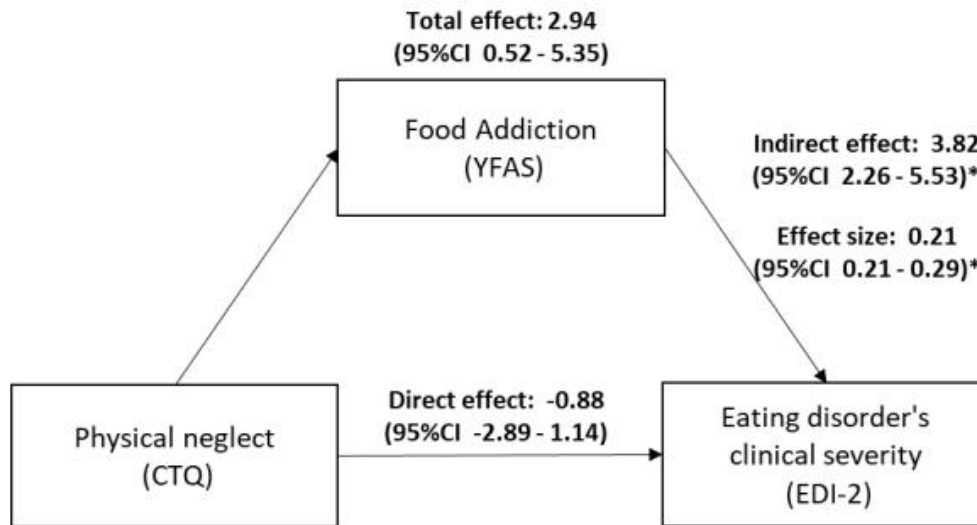 Total effect: 2.94
(95%CI 0.52 - 5.35)
Food Addiction
(YFAS)
Indirect effect: 3.82
(95%CI 2.26 - 5.53)*
Effect size: 0.21
(95%CI 0.21 - 0.29)*
Direct effect: -0.88
(95%CI -2.89 - 1.14)
Physical neglect
(CTQ)
Eating disorder's
clinical severity
(EDI-2)